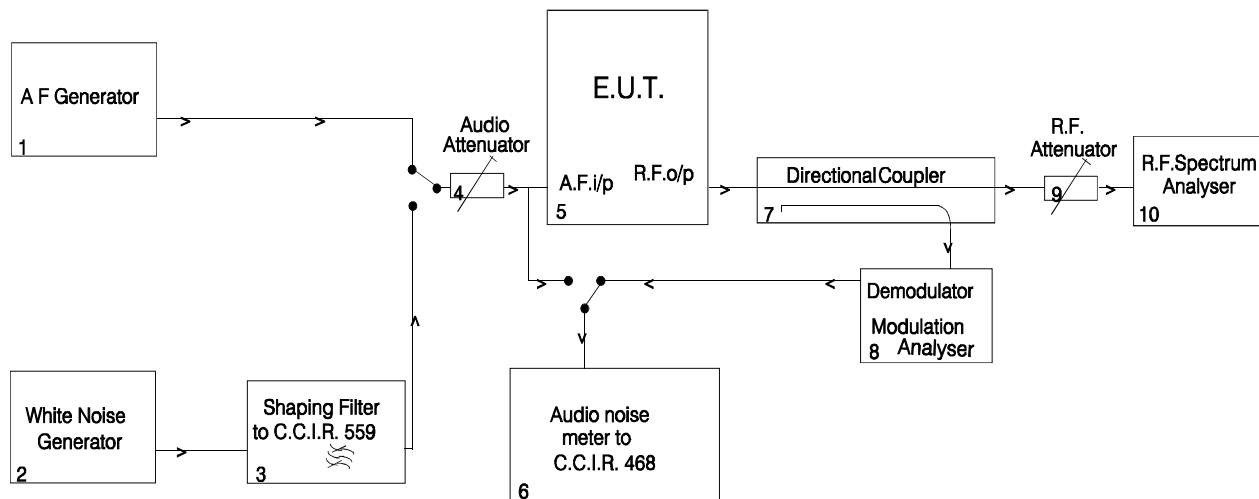 A F Generator
1
White Noise
Generator
2
Shaping Filter
to C.C.I.R. 559
3
Audio
Attenuator
4
E.U.T.
A.F.i/p
R.F.o/p
5
Audio noise
meter to
C.C.I.R. 468
6
Directional Coupler
7
Demodulator
Modulation
Analyser
8
R.F.
Attenuator
9
R.F.Spectrum
Analyser
10